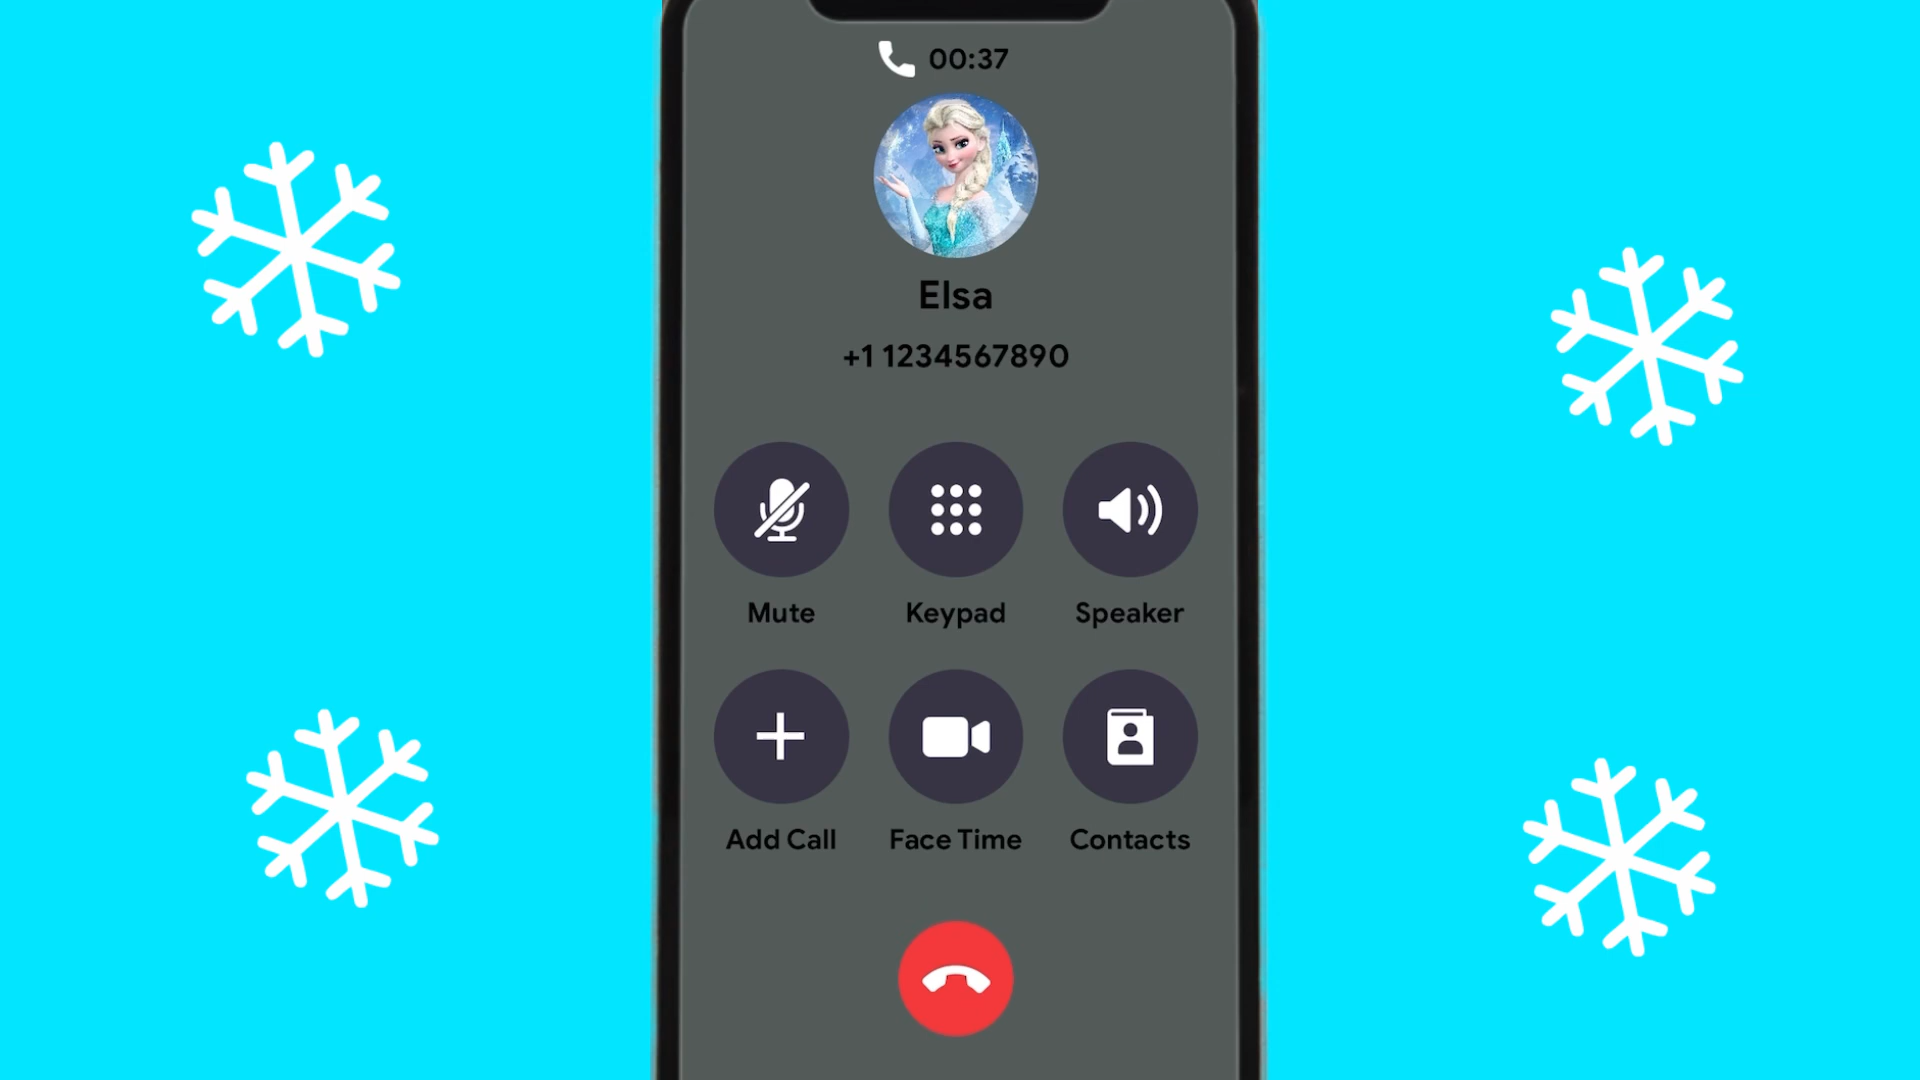 00:37
Elsa
+1 1234567890
Mute Keypad Speaker
Add Call Face Time Contacts